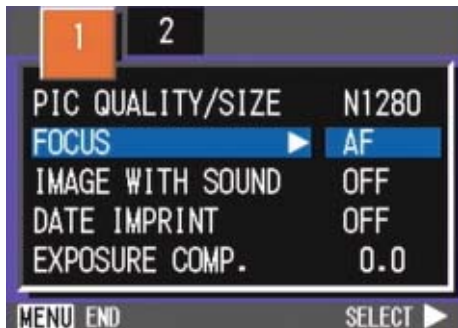 1 2
PIC QUALITY/SIZE N1280
FOCUS ▶ AF
IMAGE WITH SOUND OFF
DATE IMPRINT OFF
EXPOSURE COMP. 0.0
MENU END SELECT ▶